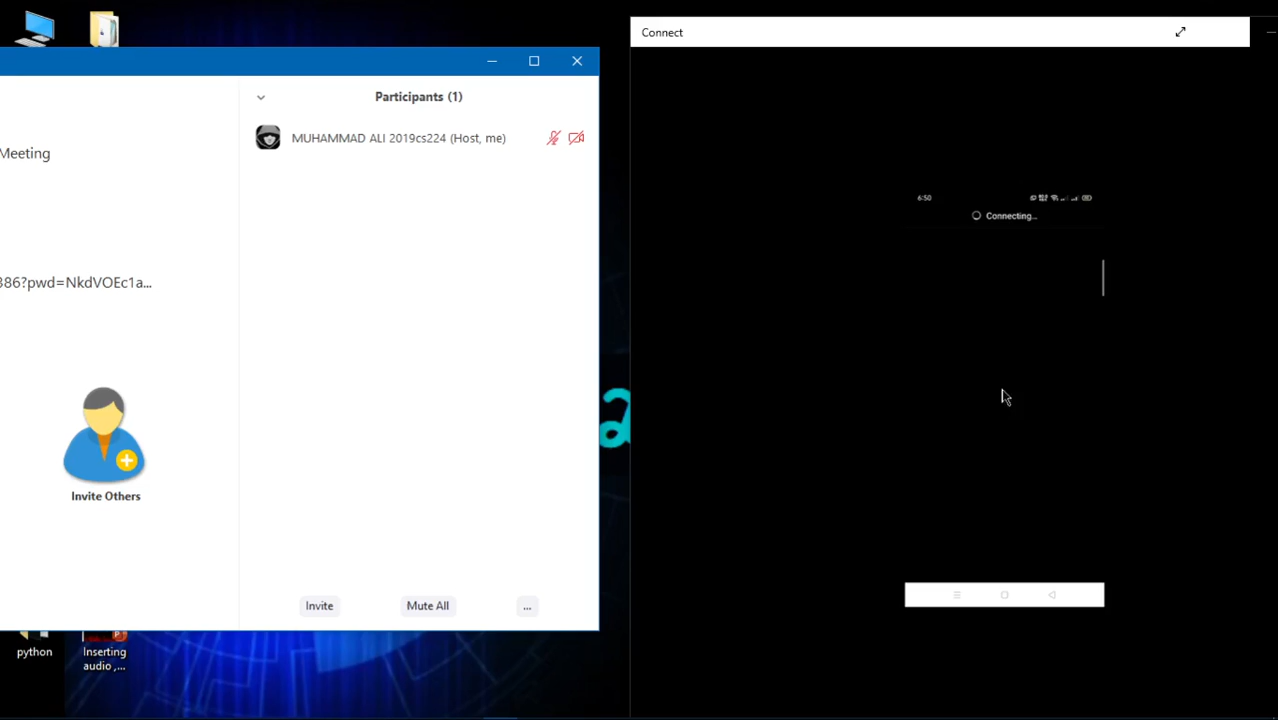 Connect
Participants (1)
MUHAMMAD ALI 2019cs224 (Host, me)
Meeting
6:50
Connecting...
386?pwd=NkdVOEc1a...
Invite Others
Invite
Mute All
...
python
Inserting
audio ,...